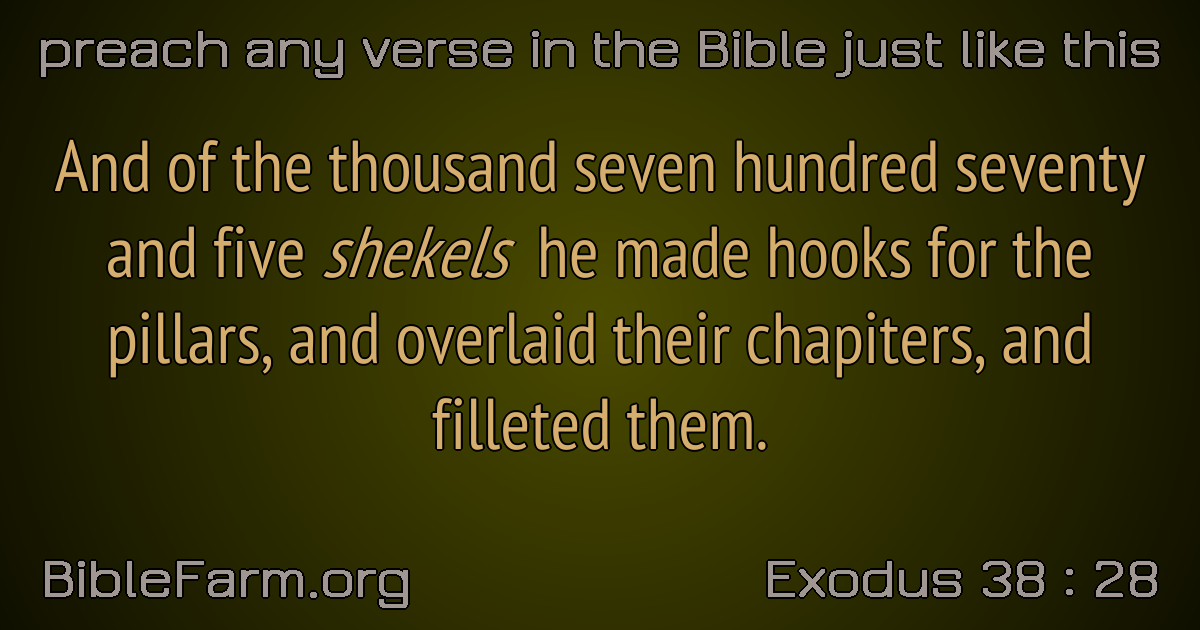 preach any verse in the Bible just like this
And of the thousand seven hundred seventy
and five shekels he made hooks for the
pillars, and overlaid their chapiters, and
filleted them.
BibleFarm.org
Exodus 38 : 28